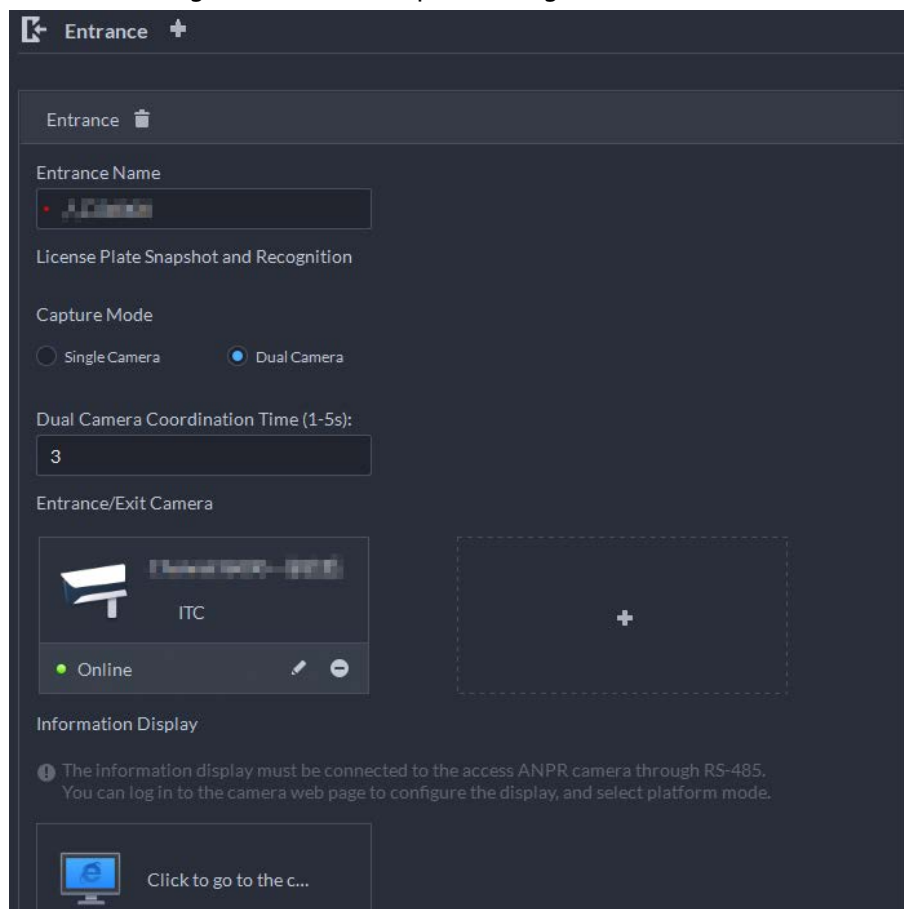 Entrance
Entrance
Entrance Name
License Plate Snapshot and Recognition
Capture Mode
Single Camera Dual Camera
Dual Camera Coordination Time (1-5s):
3
Entrance/Exit Camera
ITC
Online
Information Display
The information display must be connected to the access ANPR camera through RS-485.
You can log in to the camera web page to configure the display, and select platform mode.
Click to go to the c...